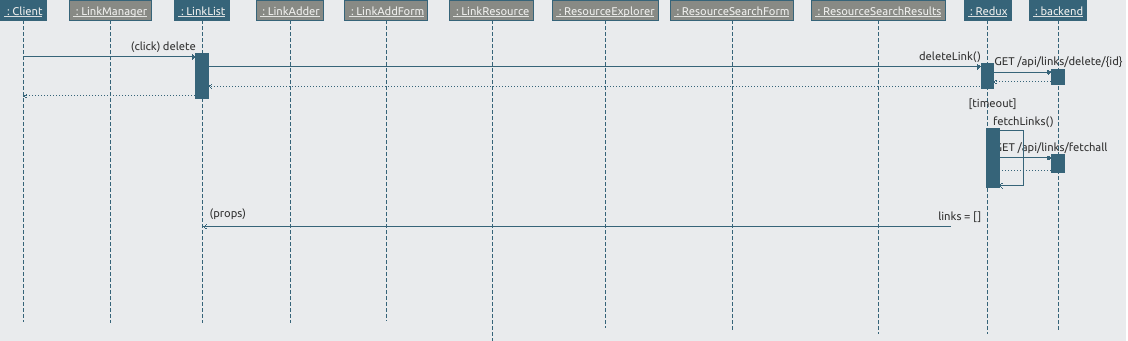 : Client
: LinkManager
: LinkList
: LinkAdder
: LinkAddForm
: LinkResource
: ResourceExplorer
: ResourceSearchForm
: ResourceSearchResults
: Redux
: backend
(click) delete
deleteLink()
GET /api/links/delete/{id}
[timeout]
fetchLinks()
GET /api/links/fetchall
(props)
links = []